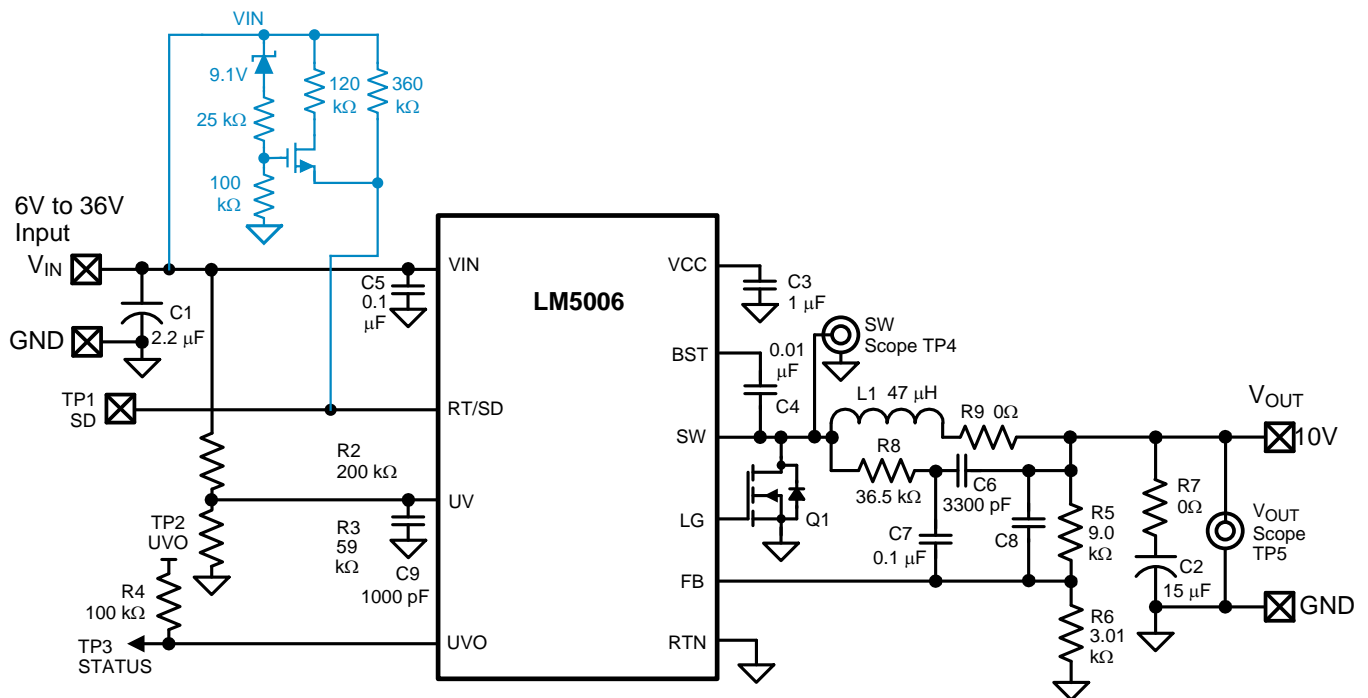 VIN
9.1V
120
kΩ
360
kΩ
25 kΩ
100
kΩ
6V to 36V
Input
VIN
C1
2.2 µF
GND
TP1
SD
C5
0.1
µF
VIN
RT/SD
UV
UVO
LM5006
VCC
BST
SW
LG
FB
RTN
R2
200 kΩ
R3
59
kΩ
C9
1000 pF
TP2
UVO
R4
100 kΩ
TP3
STATUS
C3
1 µF
SW
Scope TP4
0.01
µF
C4
L1 47 µH
R9 0Ω
R8
36.5 kΩ
C6
3300 pF
Q1
C7
0.1 µF
C8
R5
9.0
kΩ
R6
3.01
kΩ
R7
0Ω
C2
15 µF
VOUT
Scope
TP5
VOUT
10V
GND